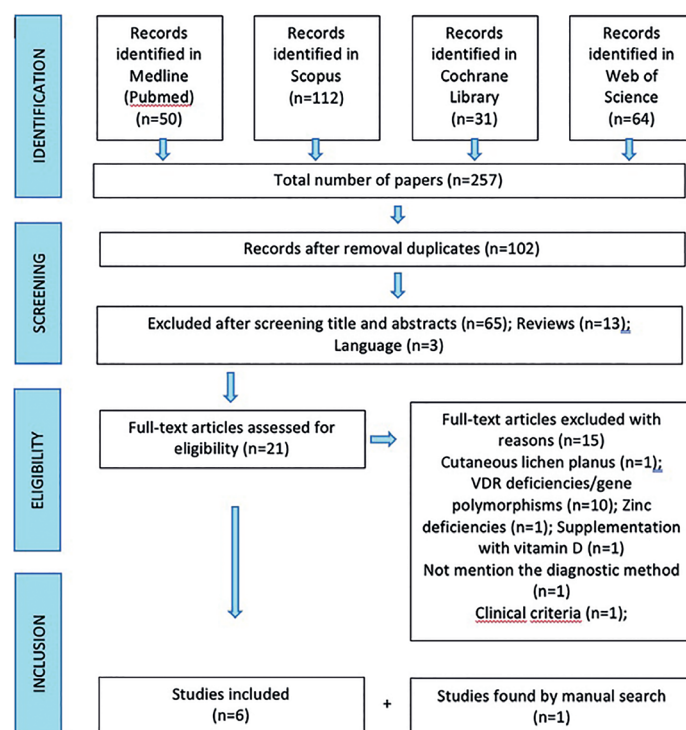 IDENTIFICATION
Records
identified in
Medline
(Pubmed)
(n=50)
Records
identified in
Scopus
(n=112)
Records
identified in
Cochrane
Library
(n=31)
Records
identified in
Web of
Science
(n=64)
Total number of papers (n=257)
SCREENING
Records after removal duplicates (n=102)
Excluded after screening title and abstracts (n=65); Reviews (n=13);
Language (n=3)
ELIGIBILITY
Full-text articles assessed for
eligibility (n=21)
Full-text articles excluded with
reasons (n=15)
Cutaneous lichen planus (n=1);
VDR deficiencies/gene
polymorphisms (n=10); Zinc
deficiencies (n=1); Supplementation
with vitamin D (n=1)
Not mention the diagnostic method
(n=1)
Clinical criteria (n=1);
INCLUSION
Studies included
(n=6)
+
Studies found by manual search
(n=1)